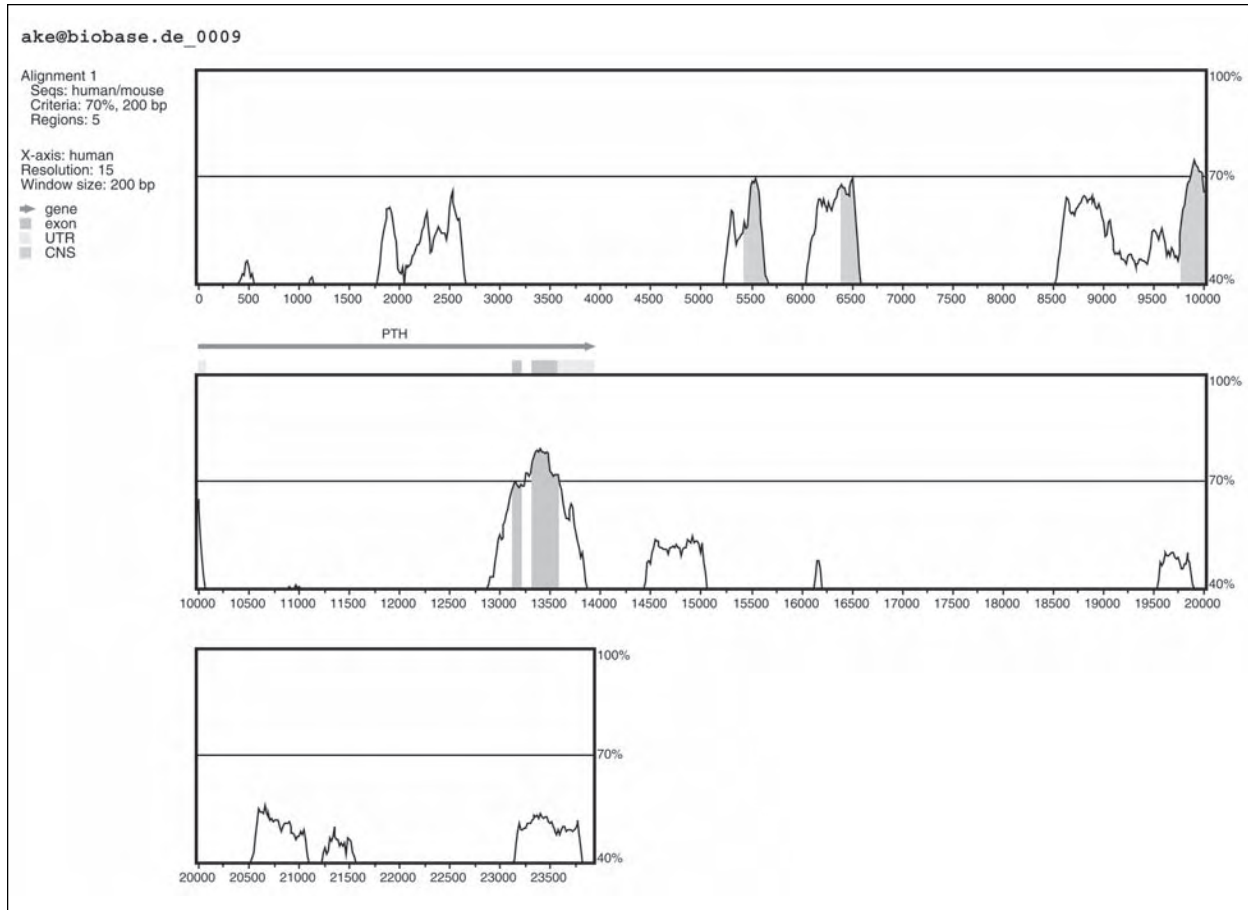 ake@biobase.de_0009
Alignment 1
Seqs: human/mouse
Criteria: 70%, 200 bp
Regions: 5
X-axis: human
Resolution: 15
Window size: 200 bp
gene
exon
UTR
CNS
100%
70%
40%
0 500 1000 1500 2000 2500 3000 3500 4000 4500 5000 5500 6000 6500 7000 7500 8000 8500 9000 9500 10000
PTH
100%
70%
40%
10000 10500 11000 11500 12000 12500 13000 13500 14000 14500 15000 15500 16000 16500 17000 17500 18000 18500 19000 19500 20000
100%
70%
40%
20000 20500 21000 21500 22000 22500 23000 23500